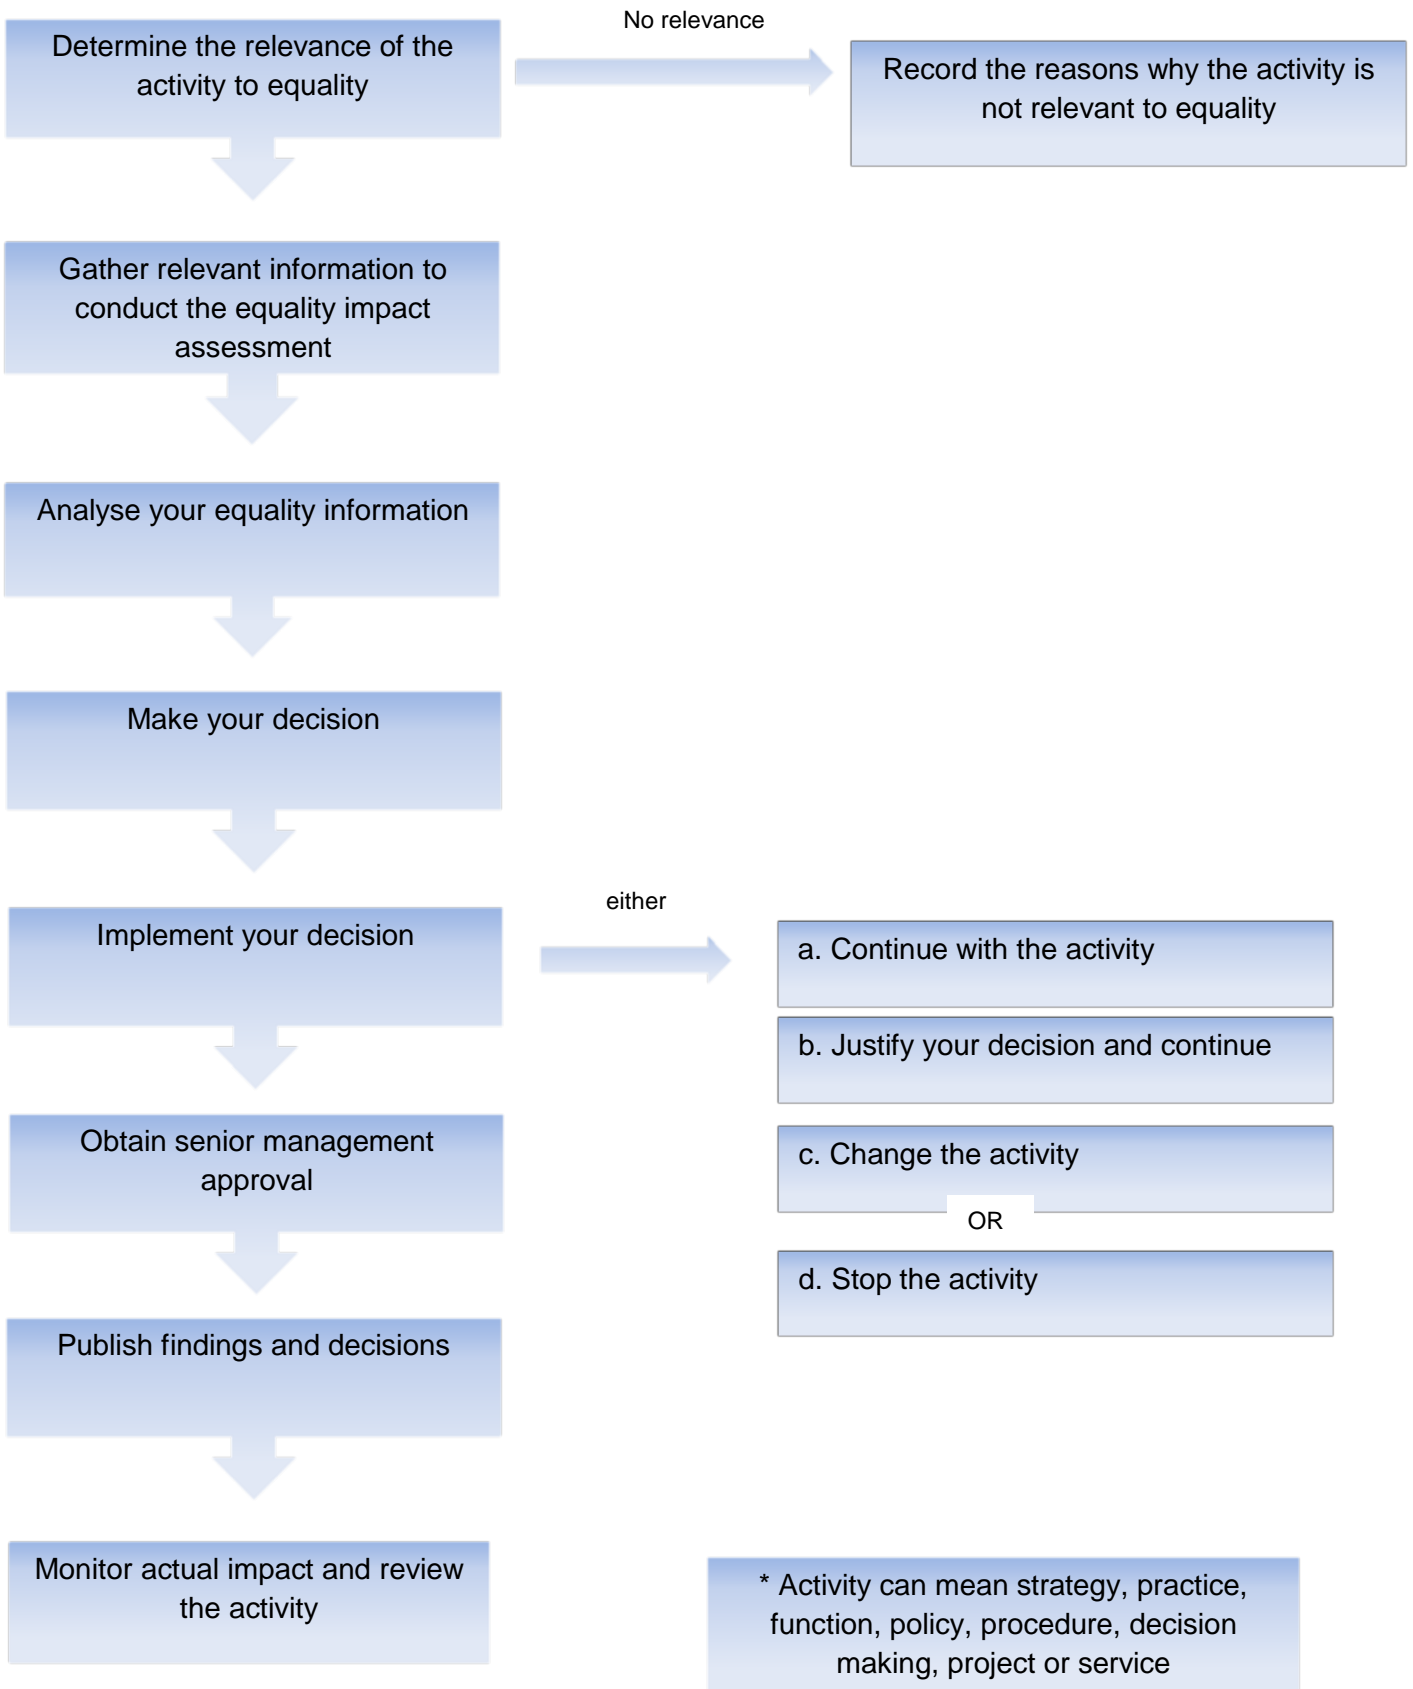 No relevance
Determine the relevance of the
activity to equality
Record the reasons why the activity is
not relevant to equality
Gather relevant information to
conduct the equality impact
assessment
Analyse your equality information
Make your decision
Implement your decision
either
a. Continue with the activity
b. Justify your decision and continue
c. Change the activity
OR
d. Stop the activity
Obtain senior management
approval
Publish findings and decisions
Monitor actual impact and review
the activity
* Activity can mean strategy, practice,
function, policy, procedure, decision
making, project or service